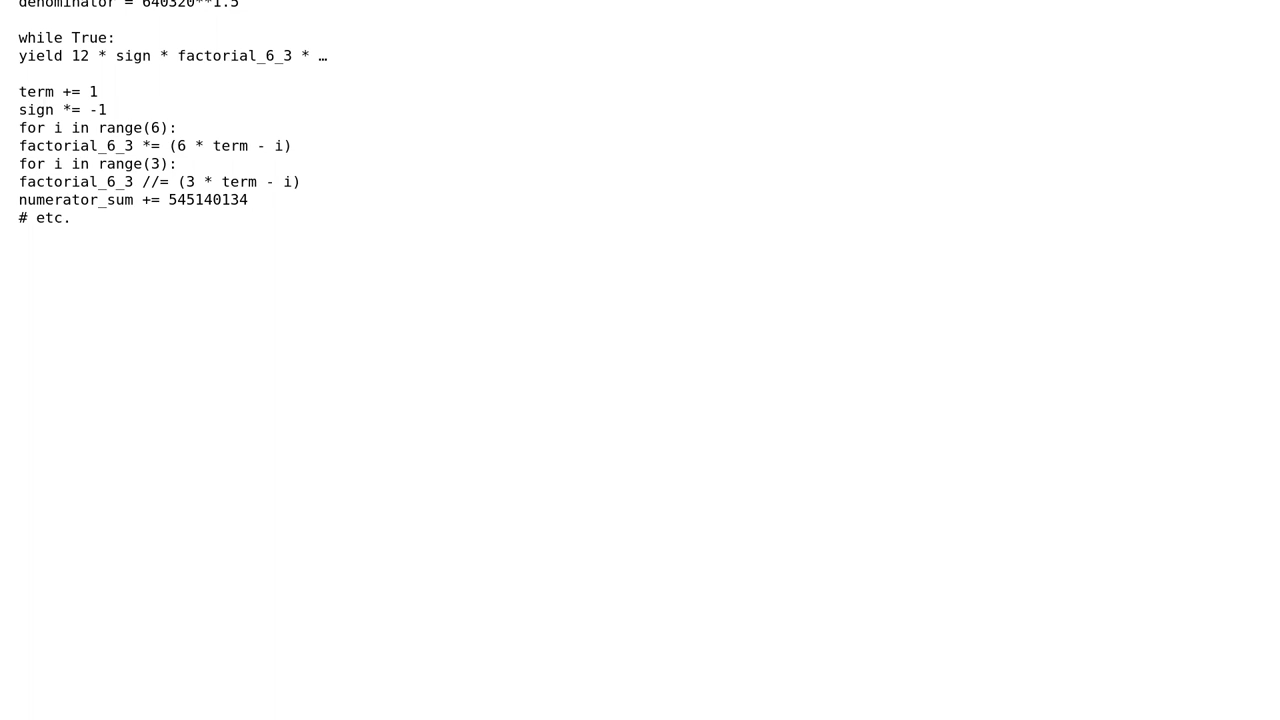 denominator = 640320**1.5
while True:
yield 12 * sign * factorial_6_3 * …
term += 1
sign *= -1
for i in range(6):
factorial_6_3 *= (6 * term - i)
for i in range(3):
factorial_6_3 //= (3 * term - i)
numerator_sum += 545140134
# etc.